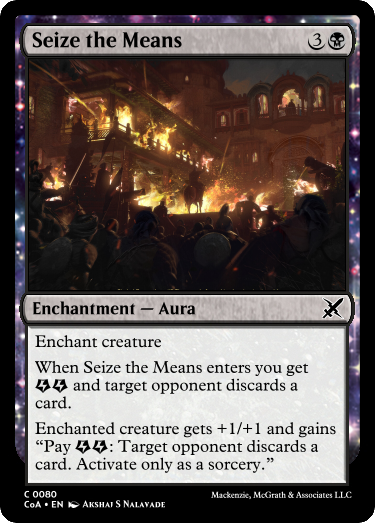 Seize the Means 3
Enchantment — Aura
Enchant creature
When Seize the Means enters you get
and target opponent discards a
card.
Enchanted creature gets +1/+1 and gains
“Pay : Target opponent discards a
card. Activate only as a sorcery.”
C 0080
CoA • EN Akshaj S Nalavade
Mackenzie, McGrath & Associates LLC